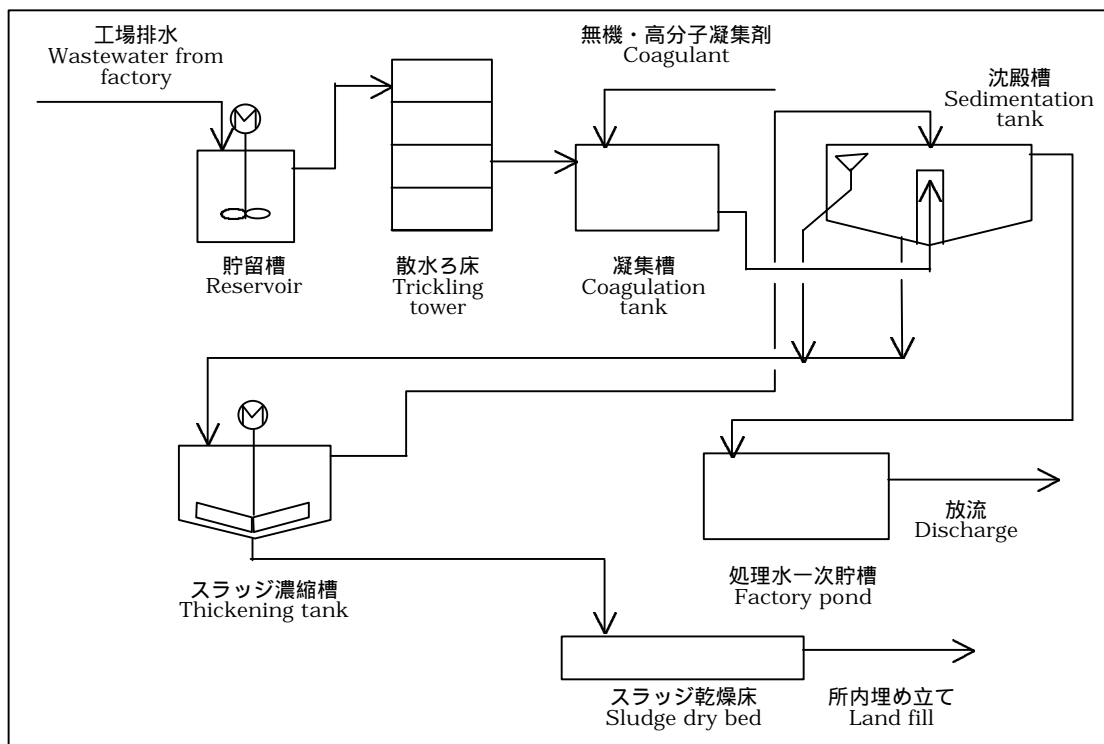 工場排水
Wastewater from
factory
無機・高分子凝集剤
Coagulant
沈殿槽
Sedimentation
tank
M
貯留槽
Reservoir
散水ろ床
Trickling
tower
凝集槽
Coagulation
tank
M
スラッジ濃縮槽
Thickening tank
処理水一次貯槽
Factory pond
放流
Discharge
スラッジ乾燥床
Sludge dry bed
所内埋め立て
Land fill